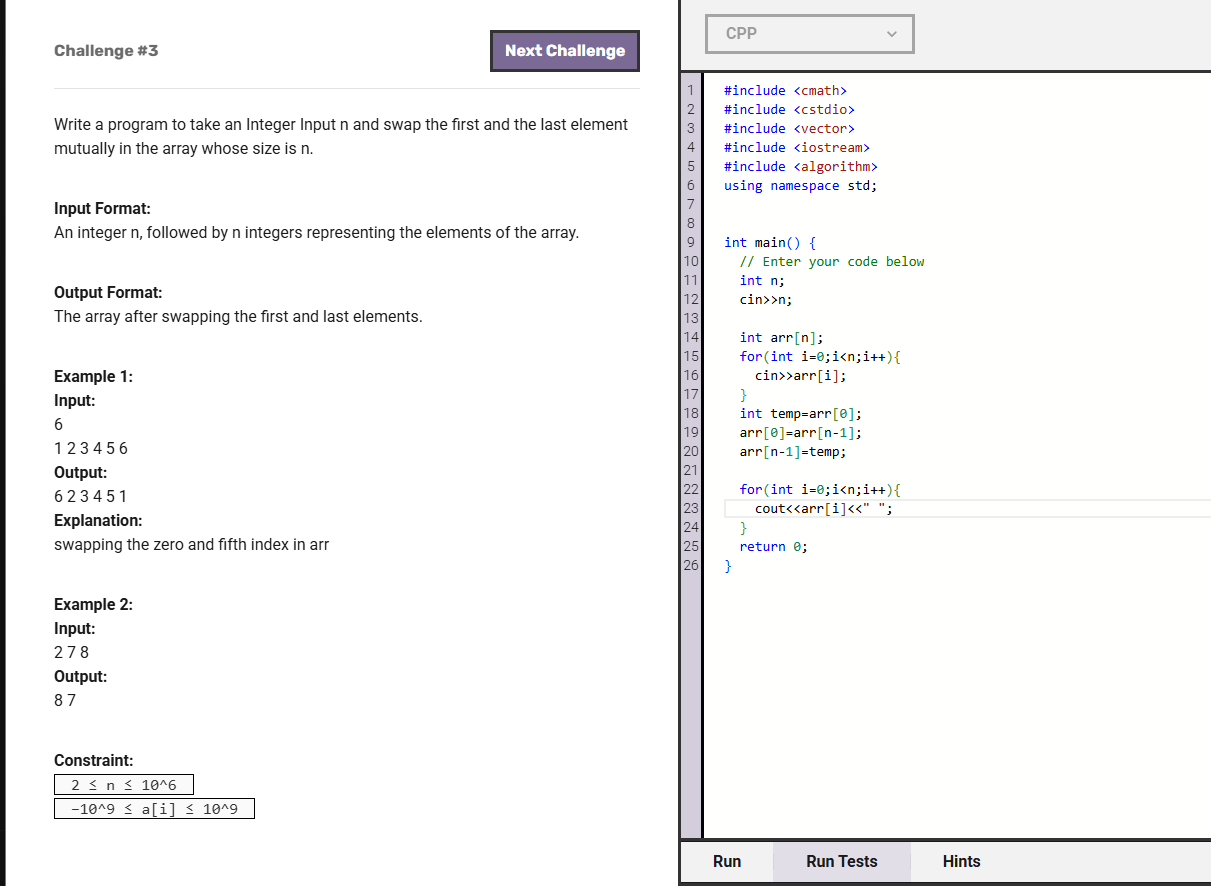 Challenge #3
Next Challenge
Write a program to take an Integer Input n and swap the first and the last element
mutually in the array whose size is n.
Input Format:
An integer n, followed by n integers representing the elements of the array.
Output Format:
The array after swapping the first and last elements.
Example 1:
Input:
6
1 2 3 4 5 6
Output:
6 2 3 4 5 1
Explanation:
swapping the zero and fifth index in arr
Example 2:
Input:
2 7 8
Output:
8 7
Constraint:
2 ≤ n ≤ 10^6
-10^9 ≤ a[i] ≤ 10^9
CPP
1 #include <cmath>
2 #include <cstdio>
3 #include <vector>
4 #include <iostream>
5 #include <algorithm>
6 using namespace std;
7
8
9 int main() {
10 // Enter your code below
11 int n;
12 cin>>n;
13
14 int arr[n];
15 for(int i=0;i<n;i++){
16 cin>>arr[i];
17 }
18 int temp=arr[0];
19 arr[0]=arr[n-1];
20 arr[n-1]=temp;
21
22 for(int i=0;i<n;i++){
23 cout<<arr[i]<<" ";
24 }
25 return 0;
26 }
Run
Run Tests
Hints